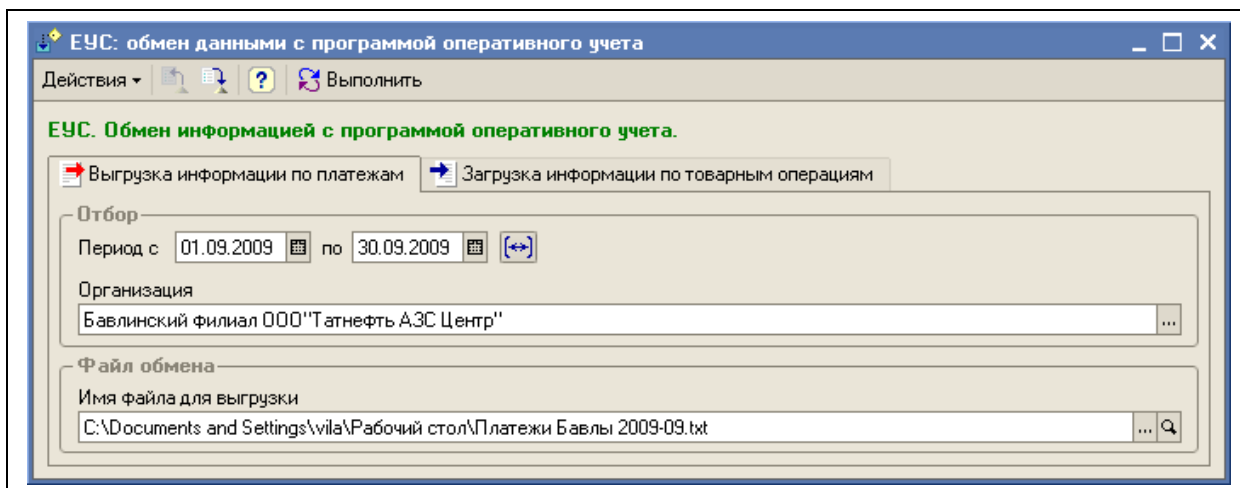 ЕУС: обмен данными с программой оперативного учета
Действия ? Выполнить
ЕУС. Обмен информацией с программой оперативного учета.
Выгрузка информации по платежам Загрузка информации по товарным операциям
Отбор
Период с 01.09.2009 по 30.09.2009
Организация
Бавлинский филиал ООО"Татнефть АЗС Центр" ...
Файл обмена
Имя файла для выгрузки
C:\Documents and Settings\vila\Рабочий стол\Платежи Бавлы 2009-09.txt ...